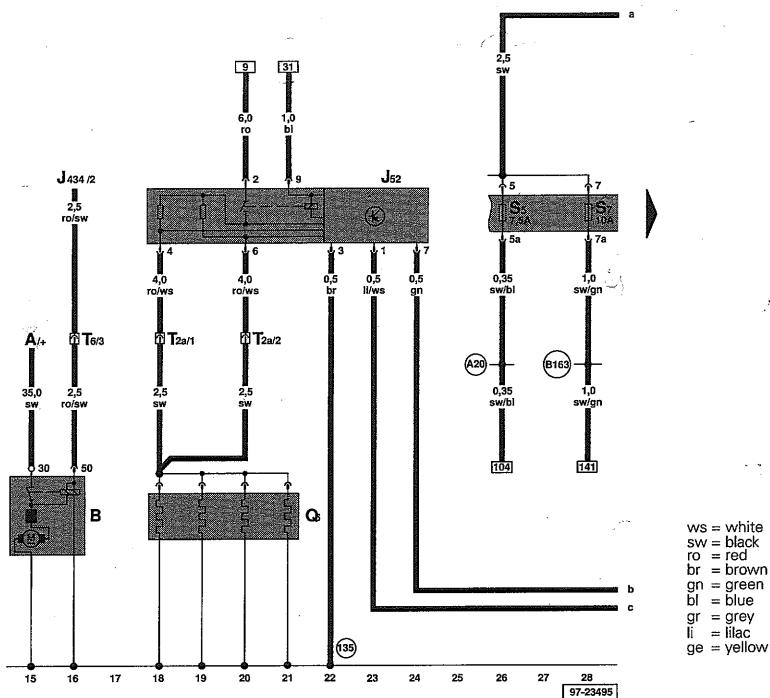 a
2,5
sw
9
31
6,0
ro
1,0
bl
J434/2
2,5
ro/sw
2
9
J52
5
7
S5
7,5A
S7
10A
4
6
3
1
7
5a
7a
4,0
ro/ws
4,0
ro/ws
0,5
br
0,5
li/ws
0,5
gn
0,35
sw/bl
1,0
sw/gn
A/+
T6/3
T2a/1
T2a/2
A20
B163
35,0
sw
2,5
ro/sw
2,5
sw
2,5
sw
0,35
sw/bl
1,0
sw/gn
30
50
104
141
B
M
Q6
ws = white
sw = black
ro = red
br = brown
gn = green
bl = blue
gr = grey
li = lilac
ge = yellow
b
c
135
15 16 17 18 19 20 21 22 23 24 25 26 27 28
97-23495